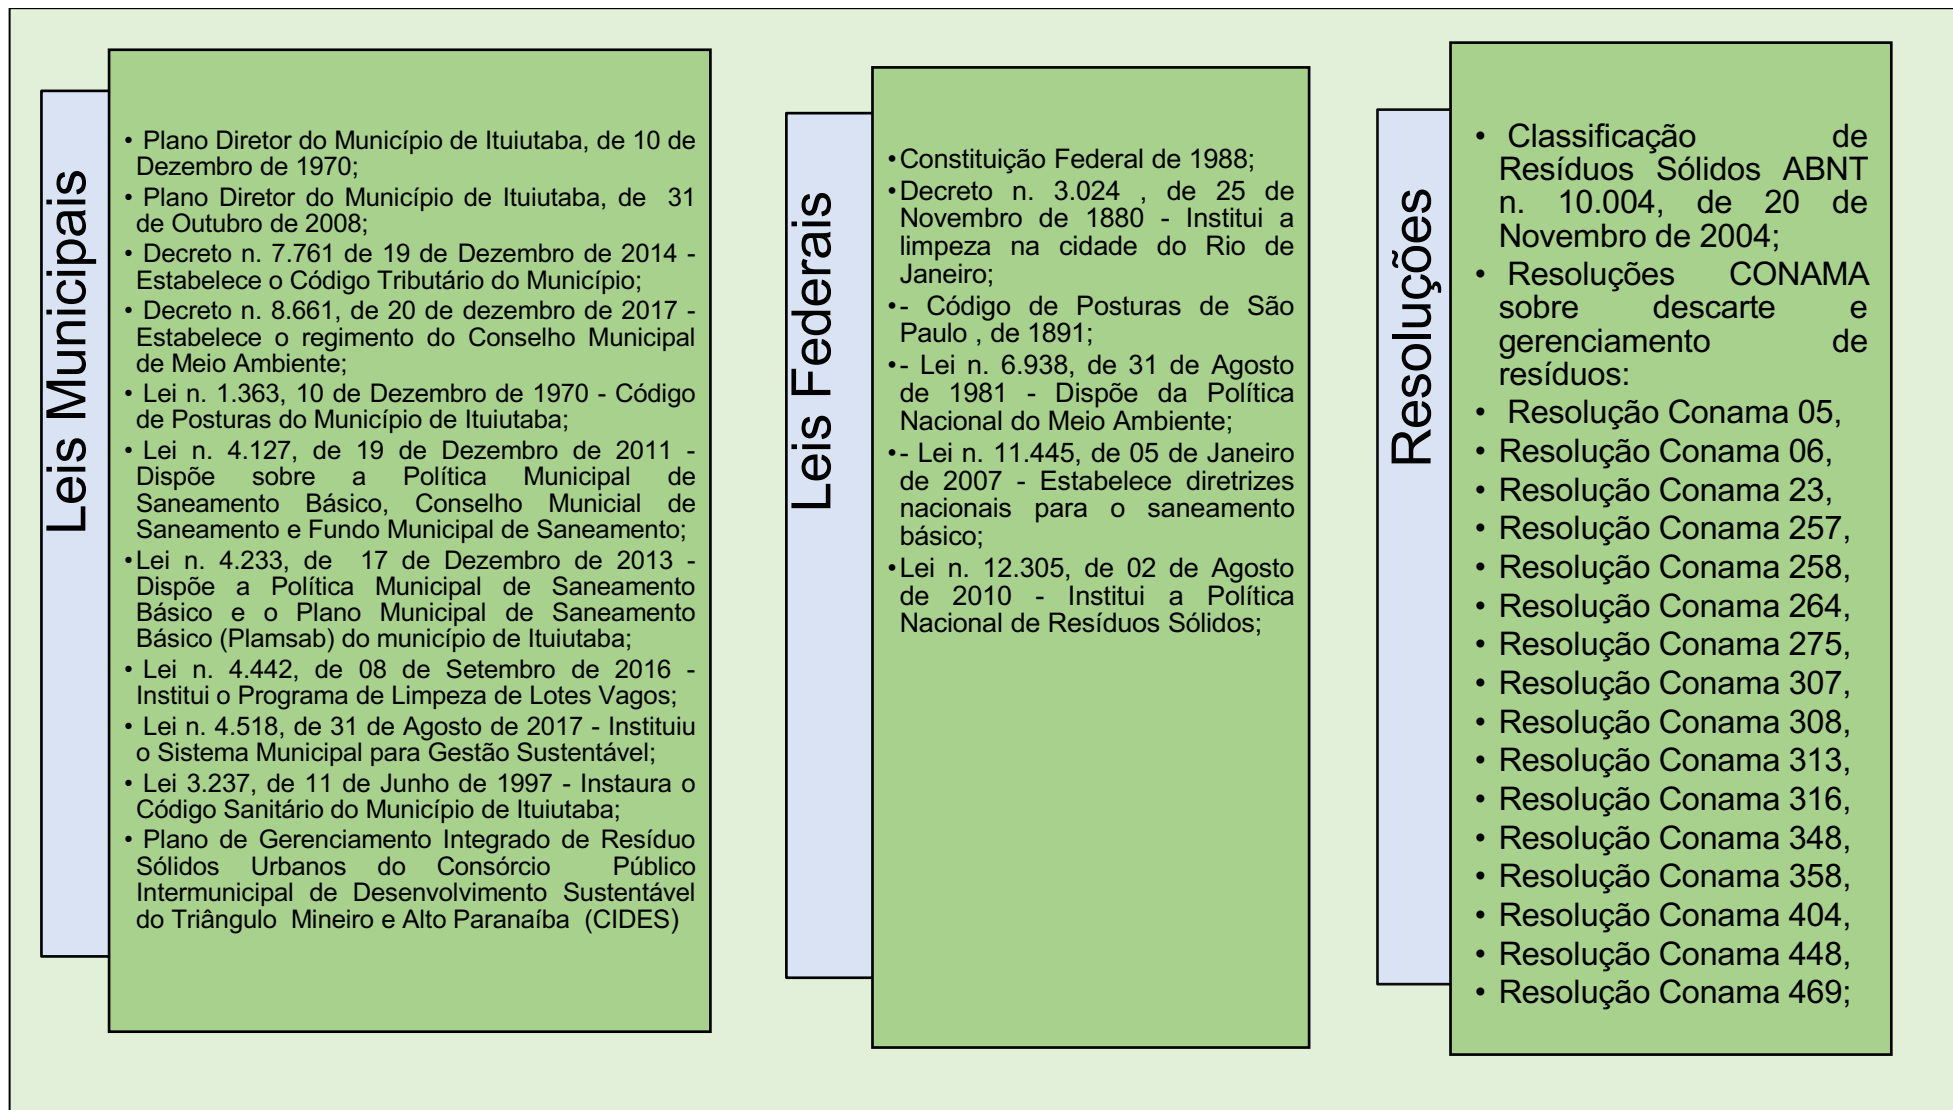 Leis Municipais
• Plano Diretor do Município de Ituiutaba, de 10 de
Dezembro de 1970;
• Plano Diretor do Município de Ituiutaba, de 31
de Outubro de 2008;
• Decreto n. 7.761 de 19 de Dezembro de 2014 -
Estabelece o Código Tributário do Município;
• Decreto n. 8.661, de 20 de dezembro de 2017 -
Estabelece o regimento do Conselho Municipal
de Meio Ambiente;
• Lei n. 1.363, 10 de Dezembro de 1970 - Código
de Posturas do Município de Ituiutaba;
• Lei n. 4.127, de 19 de Dezembro de 2011 -
Dispõe sobre a Política Municipal de
Saneamento Básico, Conselho Municial de
Saneamento e Fundo Municipal de Saneamento;
•Lei n. 4.233, de 17 de Dezembro de 2013 -
Dispõe a Política Municipal de Saneamento
Básico e o Plano Municipal de Saneamento
Básico (Plamsab) do município de Ituiutaba;
• Lei n. 4.442, de 08 de Setembro de 2016 -
Institui o Programa de Limpeza de Lotes Vagos;
• Lei n. 4.518, de 31 de Agosto de 2017 - Instituiu
o Sistema Municipal para Gestão Sustentável;
• Lei 3.237, de 11 de Junho de 1997 - Instaura o
Código Sanitário do Município de Ituiutaba;
• Plano de Gerenciamento Integrado de Resíduo
Sólidos Urbanos do Consórcio Público
Intermunicipal de Desenvolvimento Sustentável
do Triângulo Mineiro e Alto Paranaíba (CIDES)
Leis Federais
•Constituição Federal de 1988;
•Decreto n. 3.024 , de 25 de
Novembro de 1880 - Institui a
limpeza na cidade do Rio de
Janeiro;
•- Código de Posturas de São
Paulo , de 1891;
•- Lei n. 6.938, de 31 de Agosto
de 1981 - Dispõe da Política
Nacional do Meio Ambiente;
•- Lei n. 11.445, de 05 de Janeiro
de 2007 - Estabelece diretrizes
nacionais para o saneamento
básico;
•Lei n. 12.305, de 02 de Agosto
de 2010 - Institui a Política
Nacional de Resíduos Sólidos;
Resoluções
• Classificação de
Resíduos Sólidos ABNT
n. 10.004, de 20 de
Novembro de 2004;
• Resoluções CONAMA
sobre descarte e
gerenciamento de
resíduos:
• Resolução Conama 05,
• Resolução Conama 06,
• Resolução Conama 23,
• Resolução Conama 257,
• Resolução Conama 258,
• Resolução Conama 264,
• Resolução Conama 275,
• Resolução Conama 307,
• Resolução Conama 308,
• Resolução Conama 313,
• Resolução Conama 316,
• Resolução Conama 348,
• Resolução Conama 358,
• Resolução Conama 404,
• Resolução Conama 448,
• Resolução Conama 469;